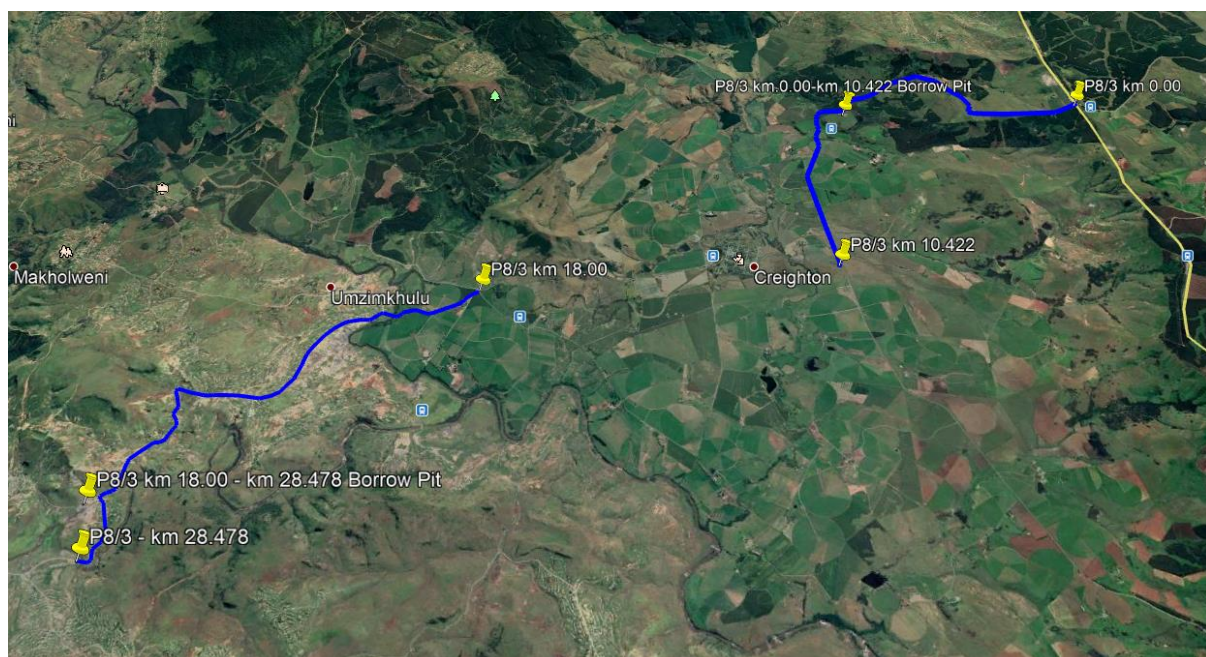 P8/3 km 0.00-km 10.422 Borrow Pit
P8/3 km 0.00
P8/3 km 10.422
Creighton
P8/3 km 18.00
Umzimkhulu
Makholweni
P8/3 km 18.00 - km 28.478 Borrow Pit
P8/3 - km 28.478